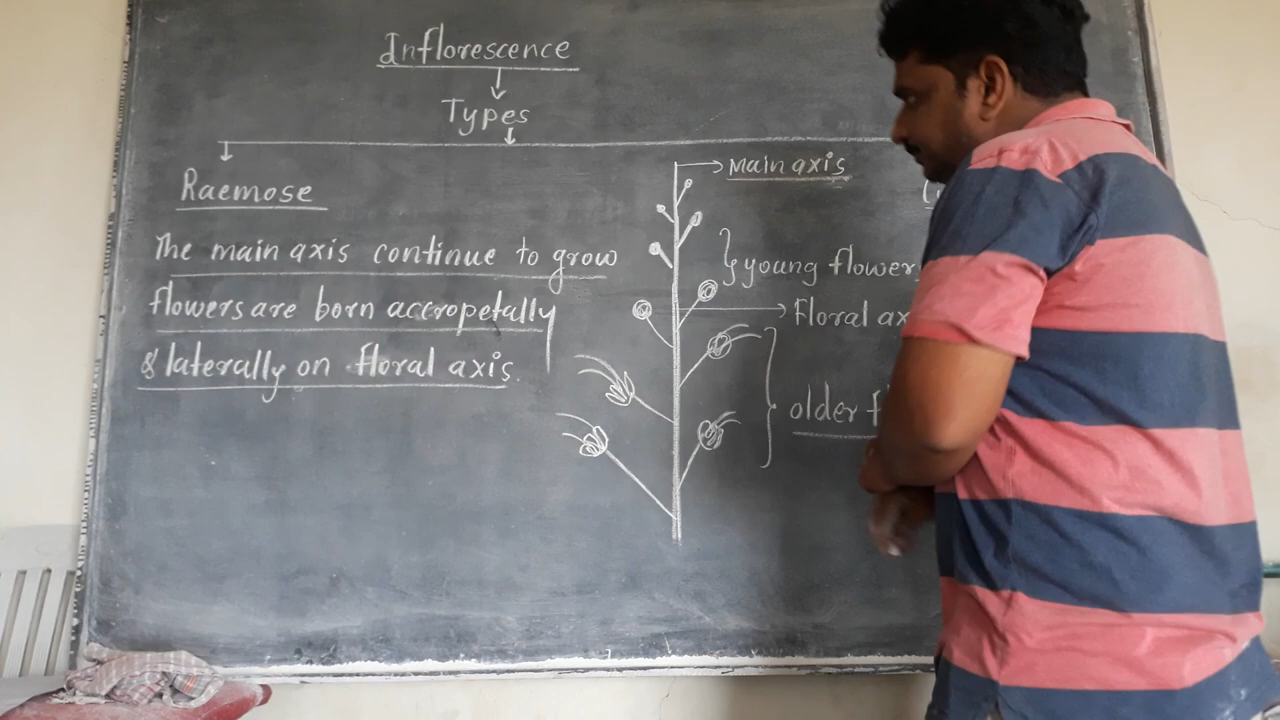 Inflorescence
Types
Raemose
main axis
The main axis continue to grow
young flower
flowers are born accropetally
Floral ax
& laterally on floral axis.
older f